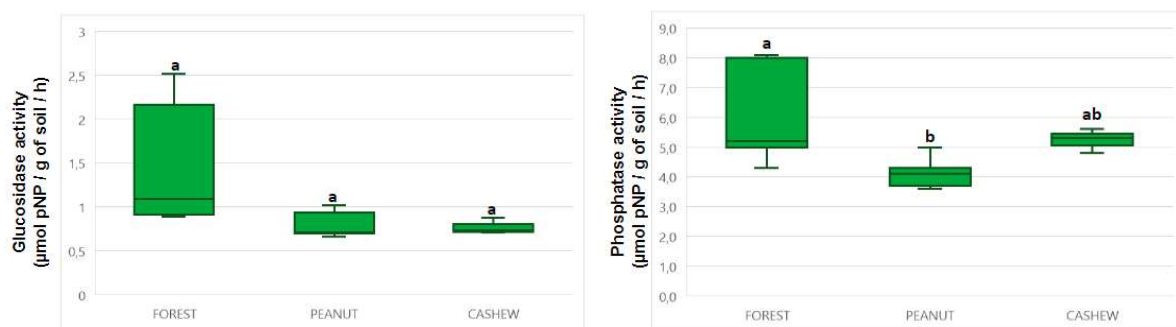 Glucosidase activity
(µmol pNP / g of soil / h)
3
2,5
2
1,5
1
0,5
0
a
a
a
FOREST PEANUT CASHEW
Phosphatase activity
(µmol pNP / g of soil / h)
9,0
8,0
7,0
6,0
5,0
4,0
3,0
2,0
1,0
0,0
a
b
ab
FOREST PEANUT CASHEW